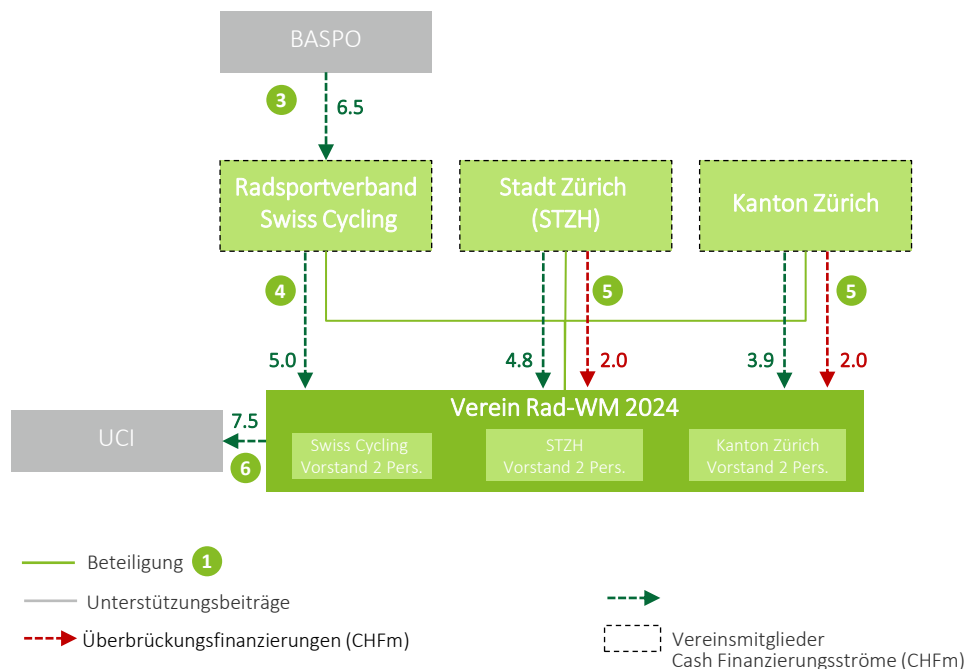 BASPO
3
6.5
Radsportverband
Swiss Cycling
Stadt Zürich
(STZH)
Kanton Zürich
4
5
5
5.0
4.8
2.0
3.9
2.0
Verein Rad-WM 2024
UCI
7.5
6
Swiss Cycling
Vorstand 2 Pers.
STZH
Vorstand 2 Pers.
Kanton Zürich
Vorstand 2 Pers.
Beteiligung 1
Unterstützungsbeiträge
Überbrückungsfinanzierungen (CHFm)
Vereinsmitglieder
Cash Finanzierungsströme (CHFm)